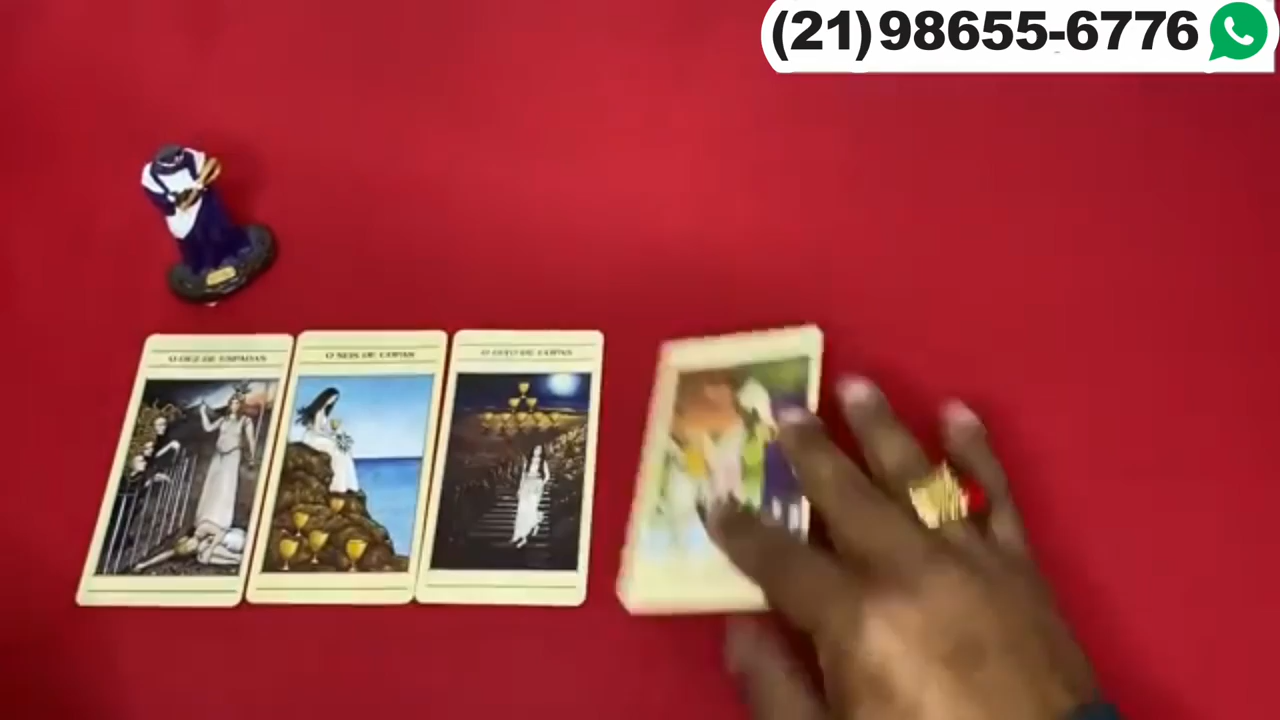 (21)98655-6776
O DEZ DE ESPADAS
O SEIS DE COPAS
O OITO DE COPAS